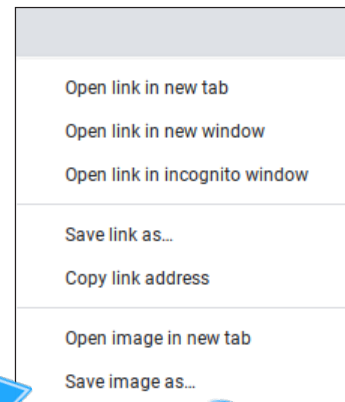 Open link in new tab
Open link in new window
Open link in incognito window
Save link as...
Copy link address
Open image in new tab
Save image as...